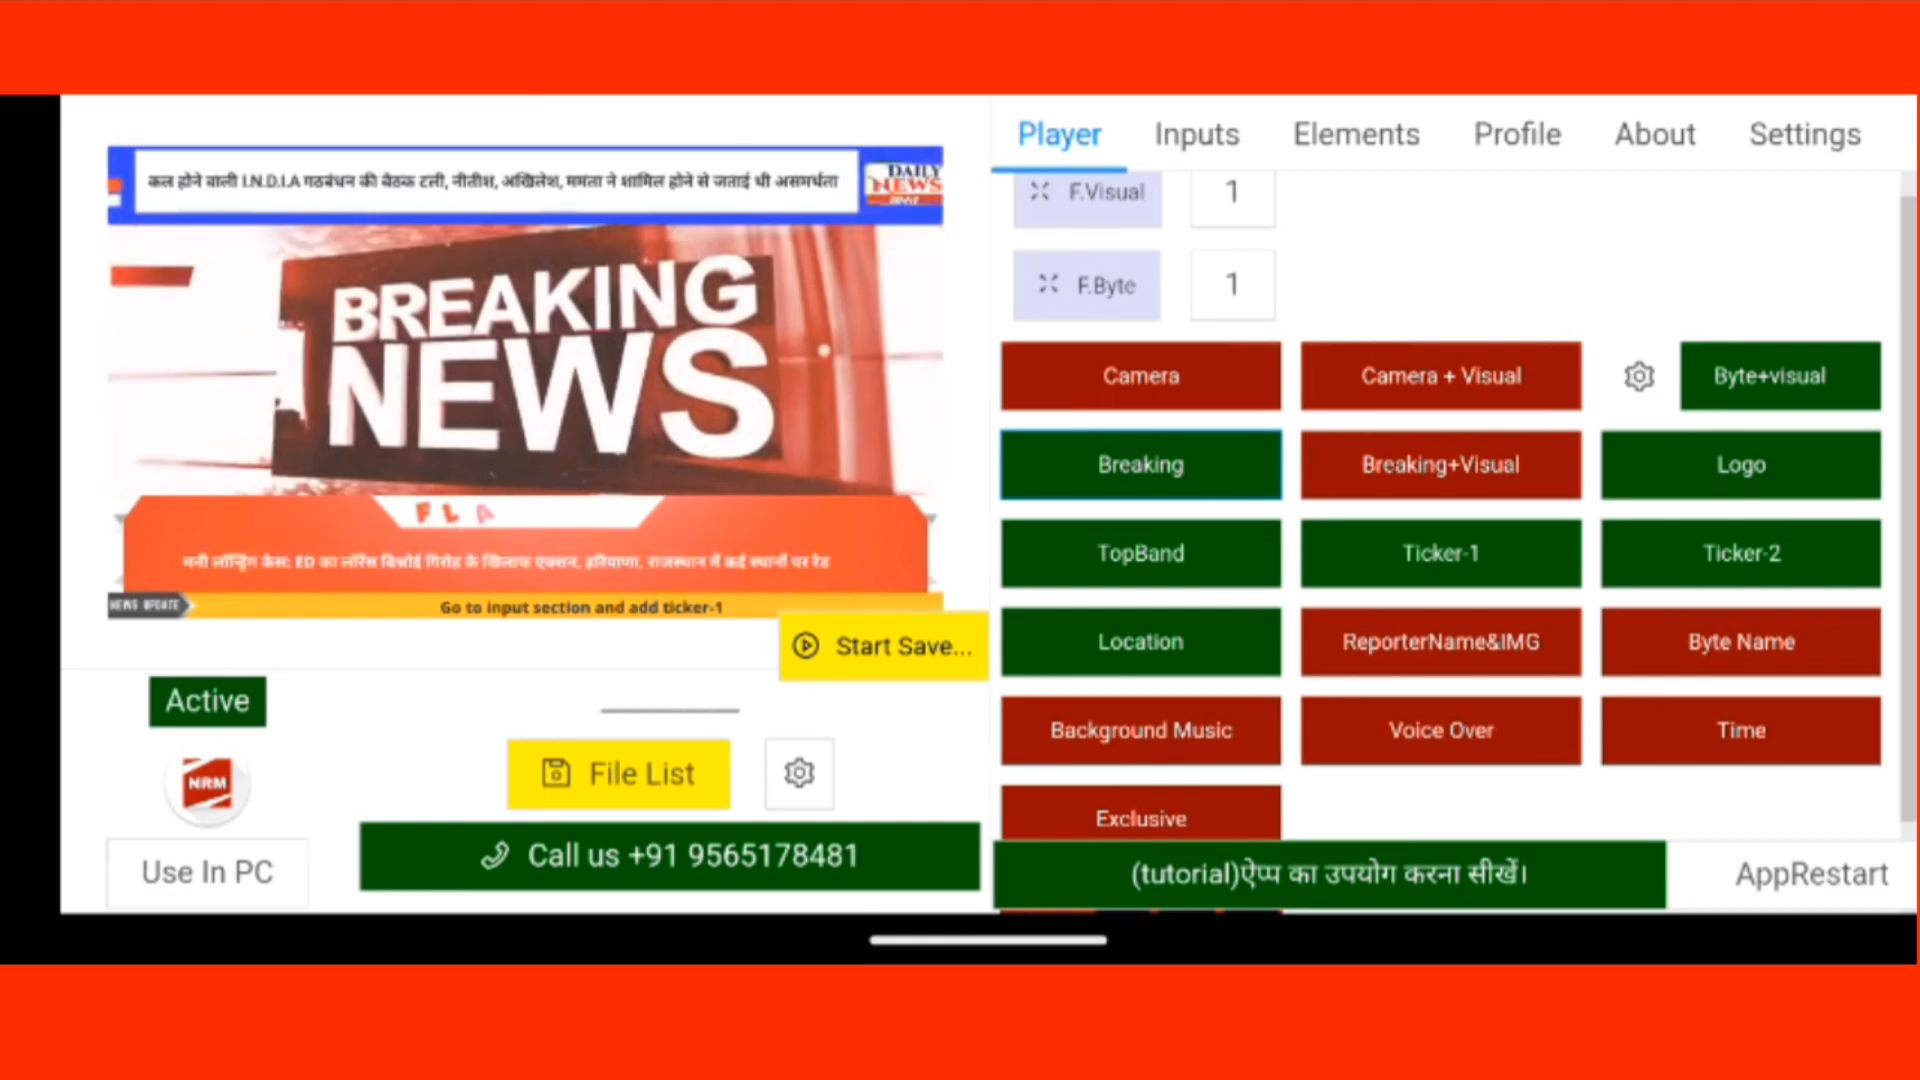 कल होने वाली I.N.D.I.A गठबंधन की बैठक टली, नीतीश, अखिलेश, ममता ने शामिल होने से जताई थी असमर्थता
DAILY
NEWS
BREAKING
NEWS
F L A
मनी लॉन्ड्रिंग केस: ED का लॉरेंस बिश्नोई गिरोह के खिलाफ एक्शन, हरियाणा, राजस्थान में कई स्थानों पर रेड
NEWS UPDATE
Go to input section and add ticker-1
Start Save...
Active
NRM
File List
Use In PC
Call us +91 9565178481
Player Inputs Elements Profile About Settings
F.Visual 1
F.Byte 1
Camera Camera + Visual Byte+visual
Breaking Breaking+Visual Logo
TopBand Ticker-1 Ticker-2
Location ReporterName&IMG Byte Name
Background Music Voice Over Time
Exclusive
(tutorial)ऐप्प का उपयोग करना सीखें।
AppRestart